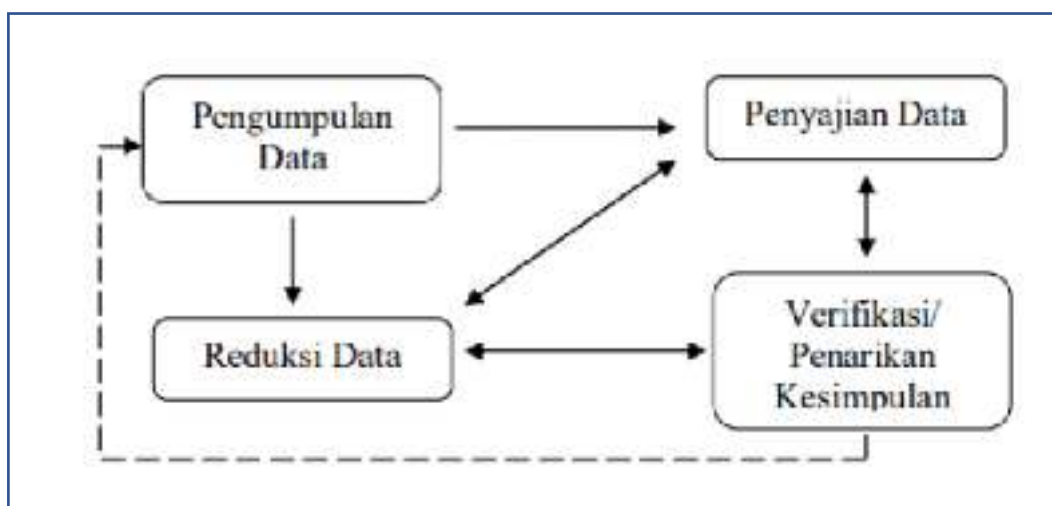 Pengumpulan
Data
Penyajian Data
Reduksi Data
Verifikasi/
Penarikan
Kesimpulan